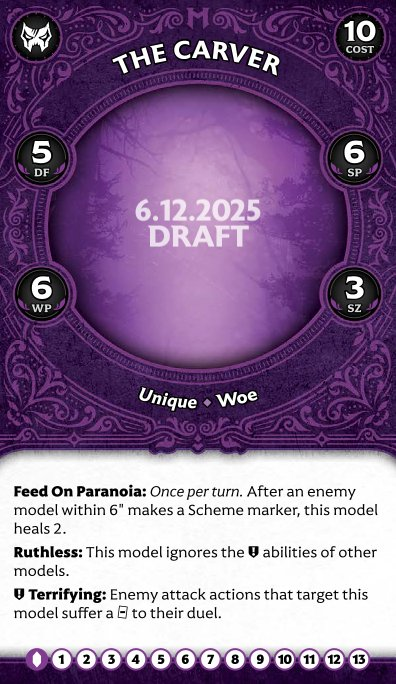 THE CARVER
10
COST
5
DF
6
SP
6.12.2025
DRAFT
6
WP
3
SZ
Unique • Woe
Feed On Paranoia: Once per turn. After an enemy
model within 6" makes a Scheme marker, this model
heals 2.
Ruthless: This model ignores the abilities of other
models.
Terrifying: Enemy attack actions that target this
model suffer a to their duel.
1 2 3 4 5 6 7 8 9 10 11 12 13